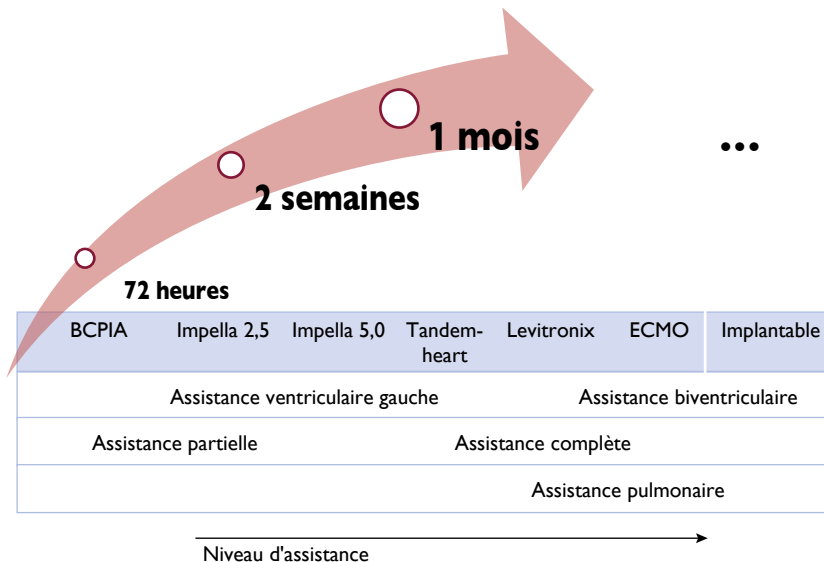 1 mois
...
2 semaines
72 heures
BCPIA Impella 2,5 Impella 5,0 Tandem-
heart Levitronix ECMO Implantable
Assistance ventriculaire gauche Assistance biventriculaire
Assistance partielle Assistance complète
Assistance pulmonaire
Niveau d'assistance